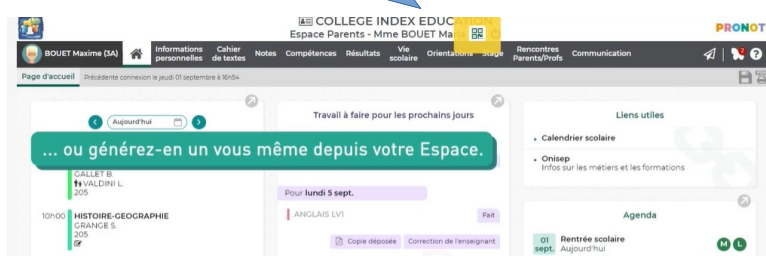 COLLEGE INDEX EDUCATION
Espace Parents - Mme BOUET Maria
PRONOT
BOUET Maxime (3A)
Informations personnelles
Cahier de textes
Notes
Compétences
Résultats
Vie scolaire
Orientations
Stage
Rencontres Parents/Profs
Communication
Page d'accueil
Précédente connexion le jeudi 01 septembre à 16h54
Aujourd'hui
Travail à faire pour les prochains jours
Liens utiles
Calendrier scolaire
... ou générez-en un vous même depuis votre Espace.
Onisep
Infos sur les métiers et les formations
GALLET B.
VALDINI L.
205
Pour lundi 5 sept.
10h00 HISTOIRE-GEOGRAPHIE
GRANGE S.
205
ANGLAIS LV1
Fait
Copie déposée
Correction de l'enseignant
Agenda
01 sept.
Rentrée scolaire
Aujourd'hui
M L